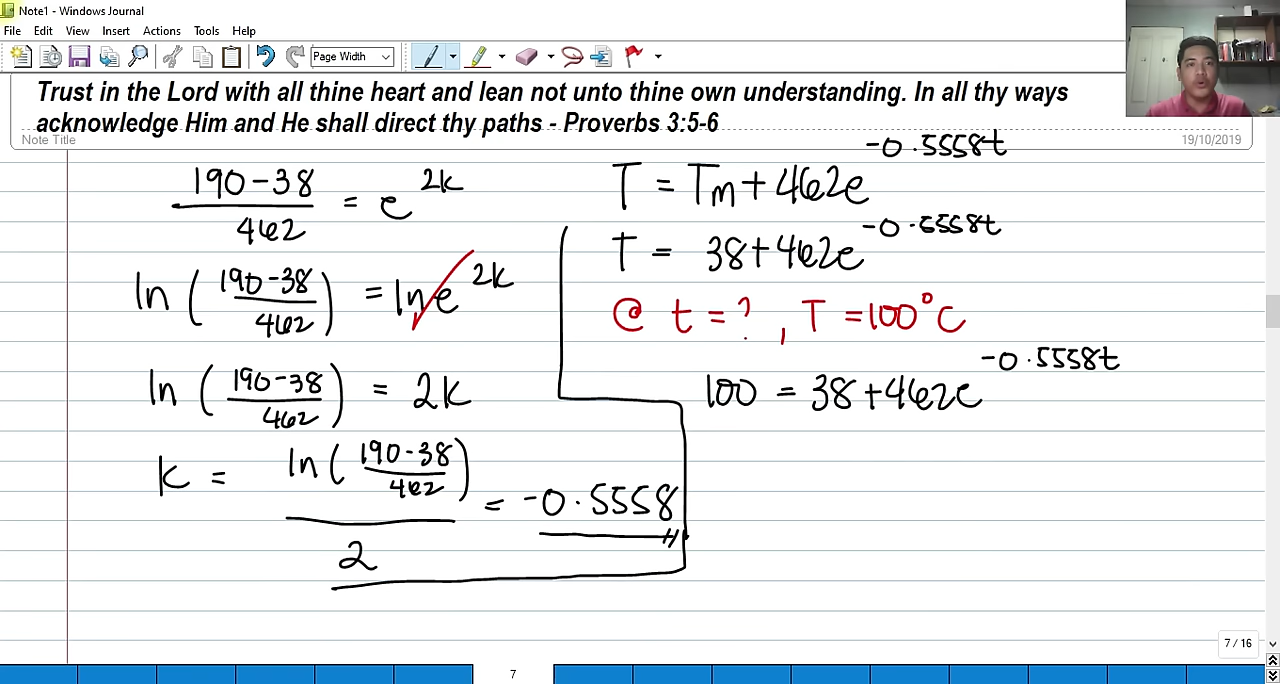 Note1 - Windows Journal
File Edit View Insert Actions Tools Help
Page Width
Trust in the Lord with all thine heart and lean not unto thine own understanding. In all thy ways
acknowledge Him and He shall direct thy paths - Proverbs 3:5-6
Note Title
19/10/2019
190-38
462
= e^2k
ln (190-38 / 462) = ln e^2k
ln (190-38 / 462) = 2k
k = ln (190-38 / 462) / 2 = -0.5558
T = Tm + 462e^-0.5558t
T = 38 + 462e^-0.5558t
@ t = ?, T = 100°C
100 = 38 + 462e^-0.5558t
7 / 16
7